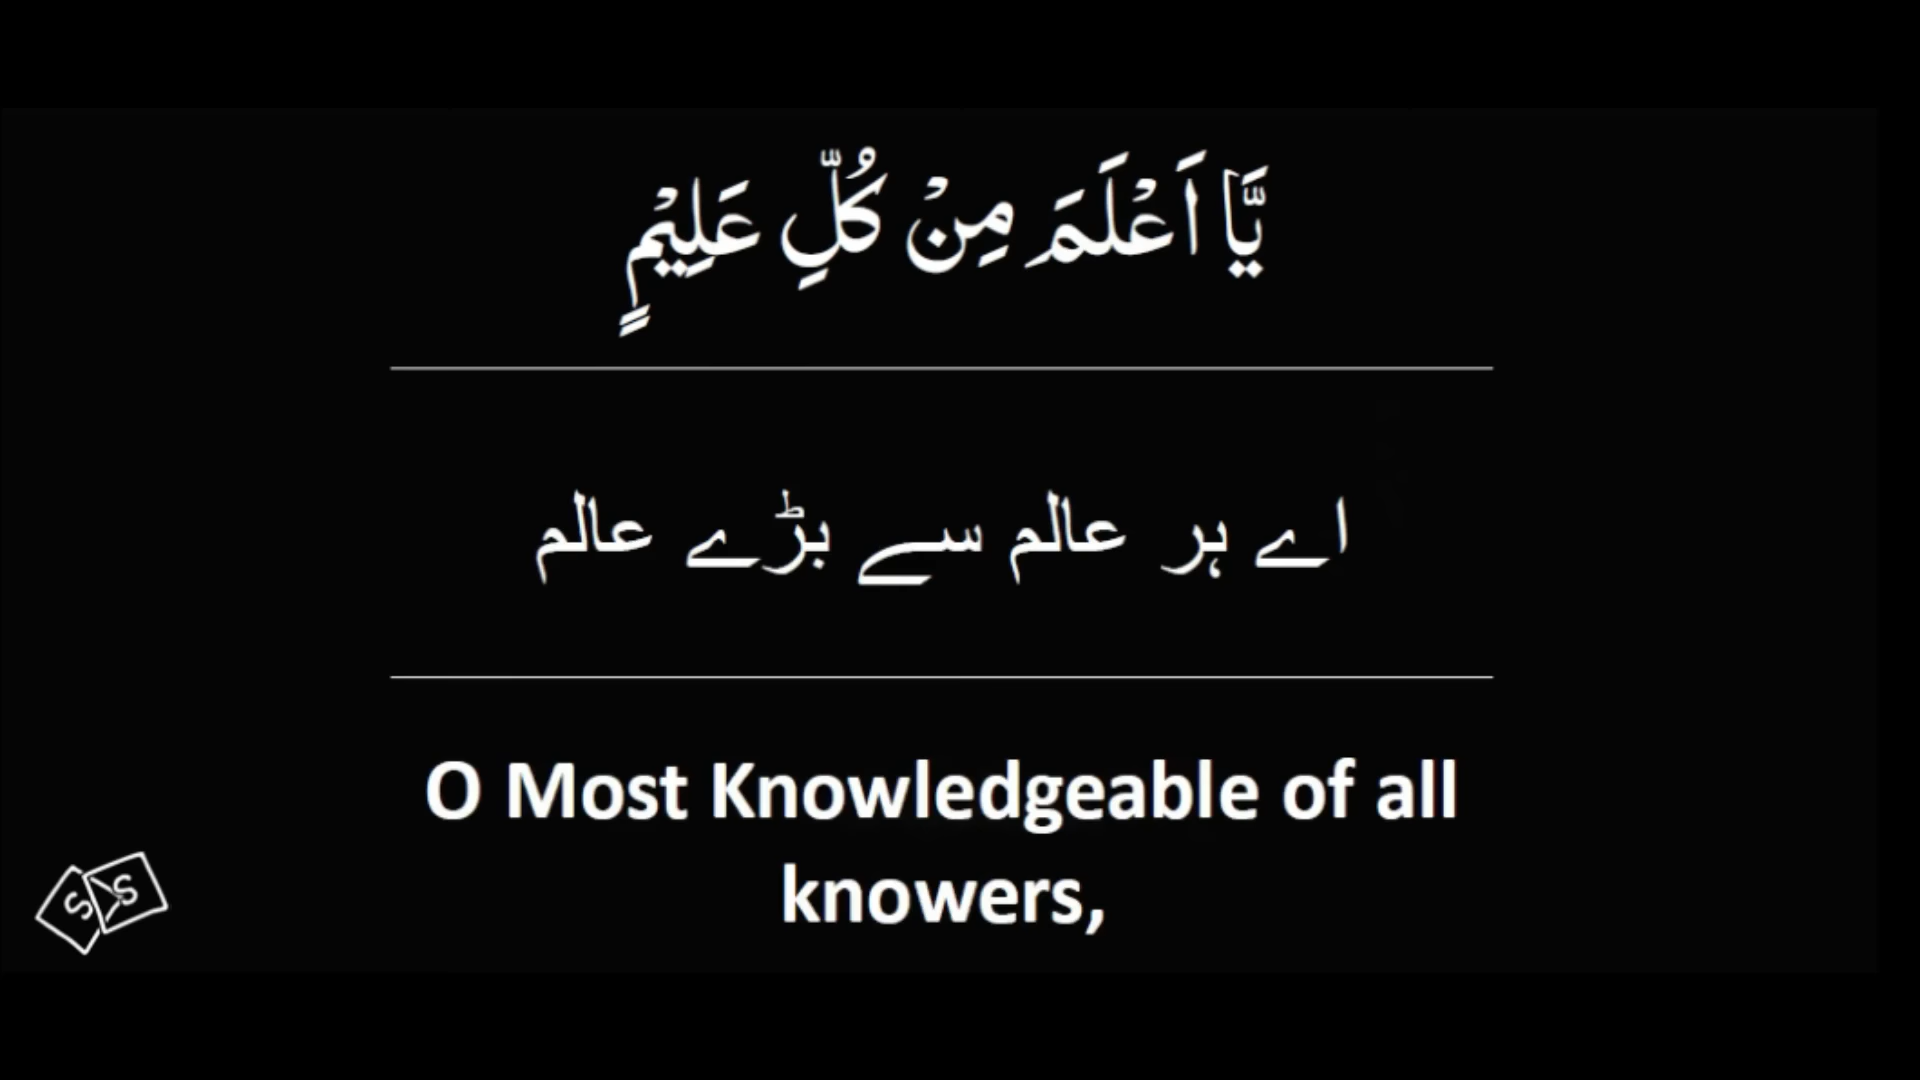 يَّا اَعْلَمَ مِنْ كُلِّ عَلِيْمٍ
اے ہر عالم سے بڑے عالم
O Most Knowledgeable of all
knowers,
S S